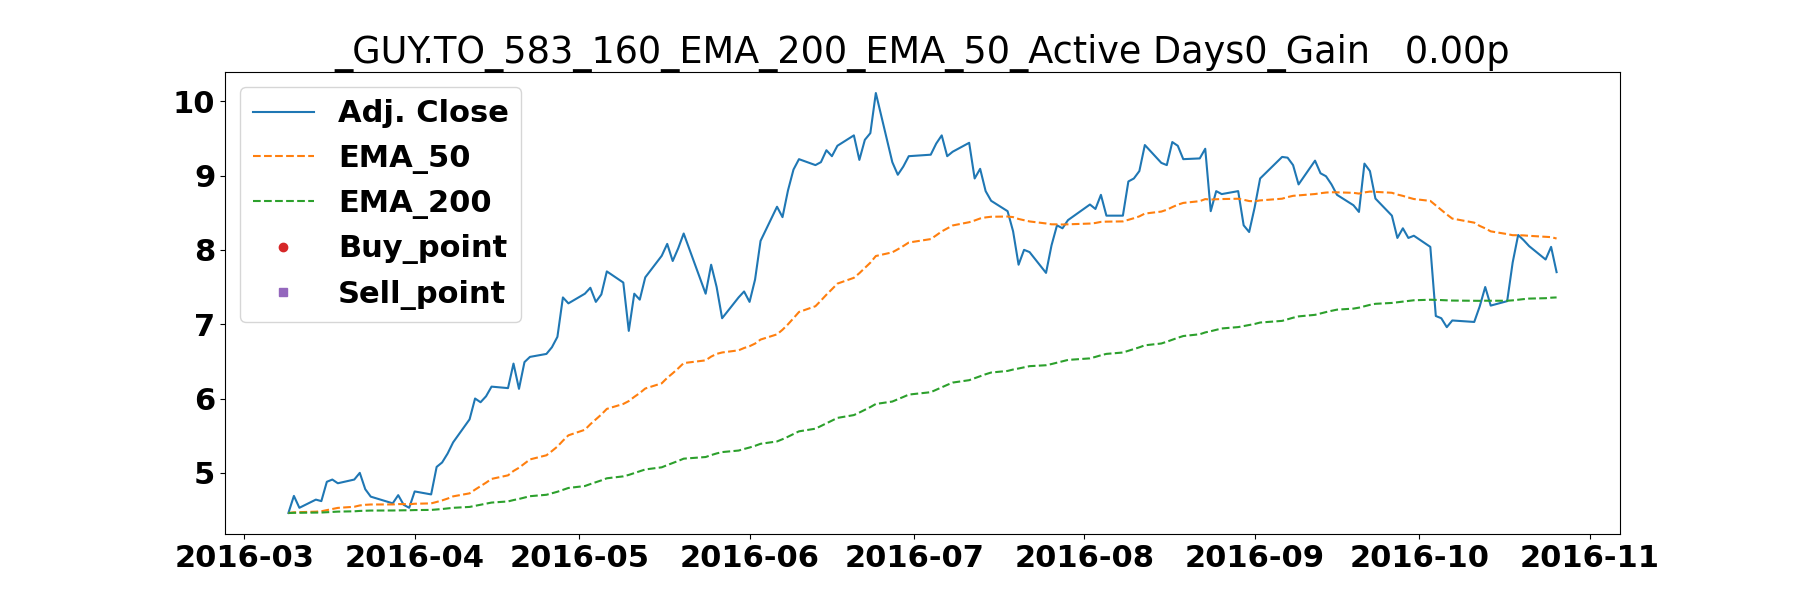 _GUY.TO_583_160_EMA_200_EMA_50_Active Days0_Gain   0.00p
10
9
8
7
6
5
Adj. Close
EMA_50
EMA_200
Buy_point
Sell_point
2016-03 2016-04 2016-05 2016-06 2016-07 2016-08 2016-09 2016-10 2016-11